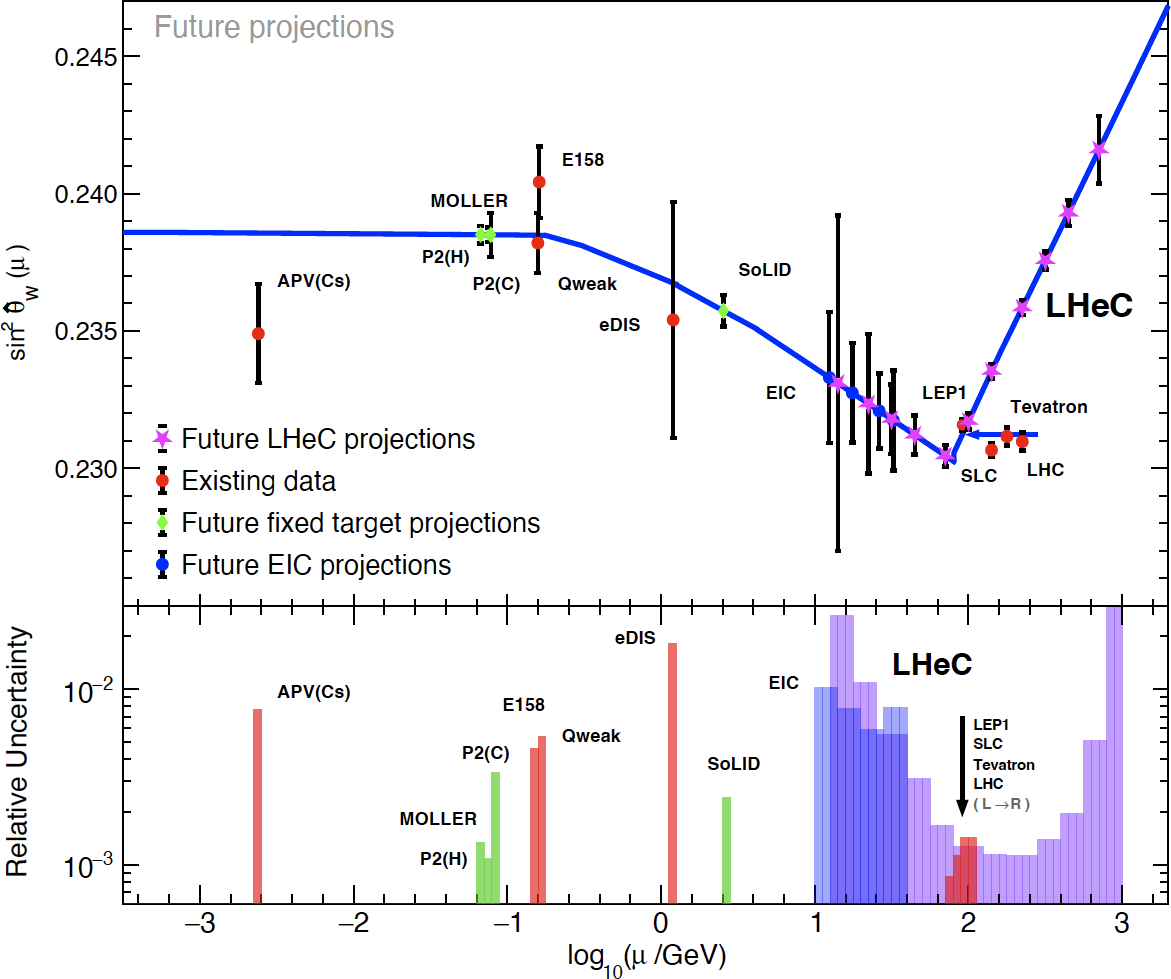 Future projections
0.245
0.240
0.235
0.230
sin² θ̂_w (μ)
E158
MOLLER
P2(H)
P2(C)
Qweak
APV(Cs)
eDIS
SoLID
EIC
LHeC
LEP1
Tevatron
SLC
LHC
Future LHeC projections
Existing data
Future fixed target projections
Future EIC projections
Relative Uncertainty
10⁻²
10⁻³
APV(Cs)
E158
Qweak
P2(C)
MOLLER
P2(H)
eDIS
SoLID
EIC
LHeC
LEP1
SLC
Tevatron
LHC
(L→R)
−3 −2 −1 0 1 2 3
log₁₀(μ /GeV)